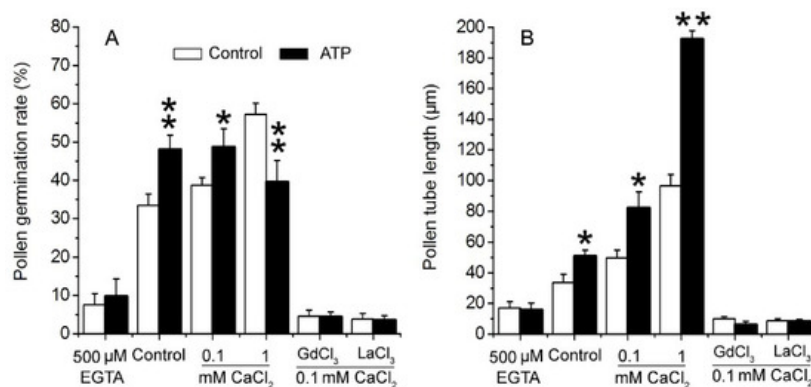 A
Control ATP
Pollen germination rate (%)
80
70
60
50
40
30
20
10
0
**
*
**
500 µM Control 0.1 1 GdCl₃ LaCl₃
EGTA mM CaCl₂ 0.1 mM CaCl₂
B
Pollen tube length (µm)
200
180
160
140
120
100
80
60
40
20
0
*
*
**
500 µM Control 0.1 1 GdCl₃ LaCl₃
EGTA mM CaCl₂ 0.1 mM CaCl₂